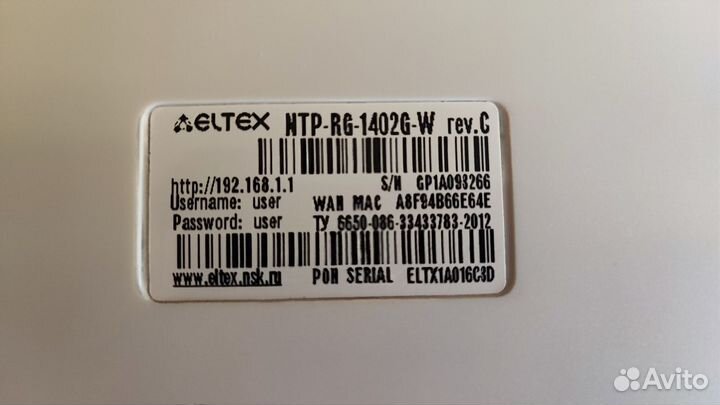 ELTEX NTP-RG-1402G-W rev.C
http://192.168.1.1 S/N GP1A093266
Username: user WAN MAC A8F94B66E64E
Password: user ТУ 6650-086-33433783-2012
www.eltex.nsk.ru PON SERIAL ELTX1A016C3D
Avito